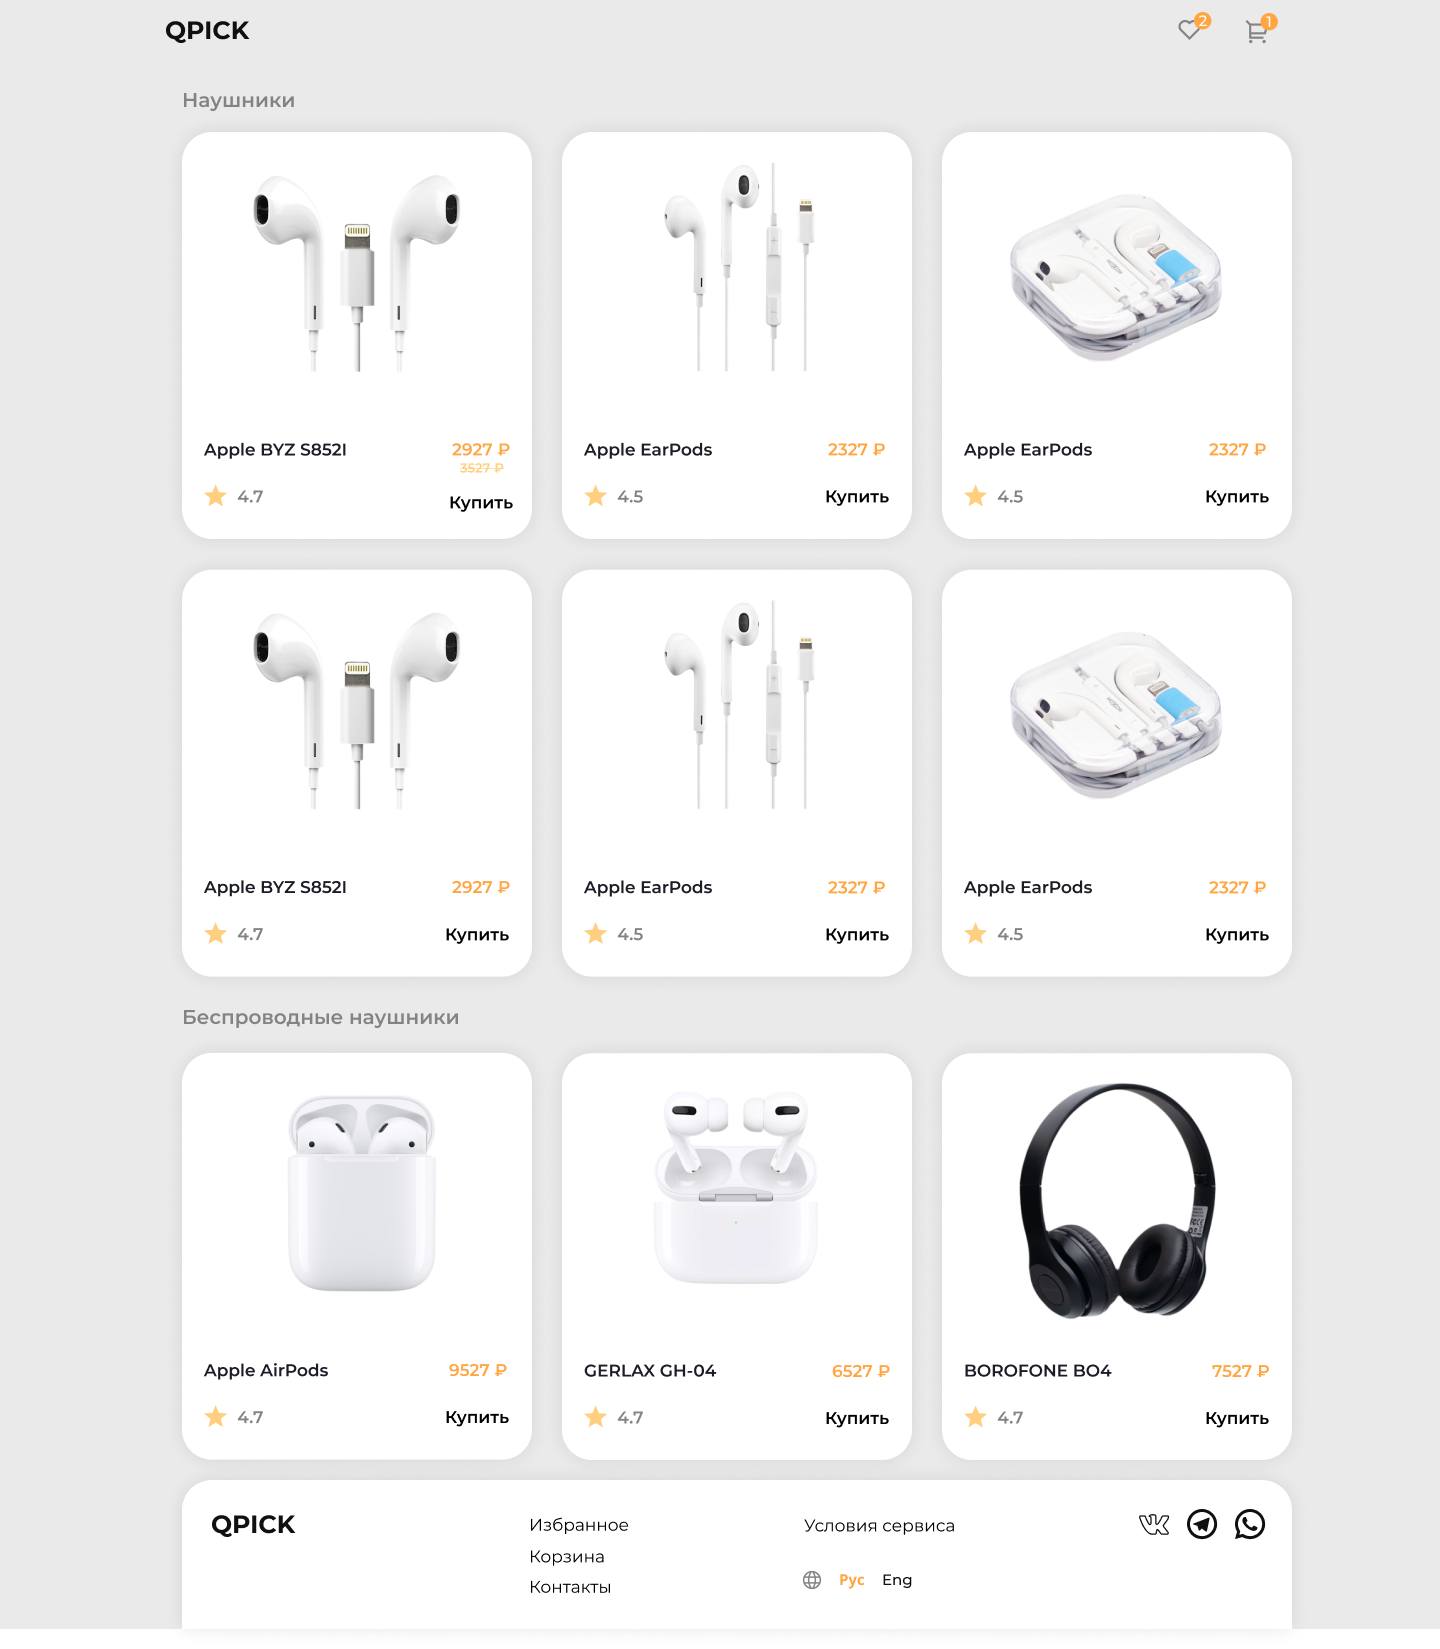 QPICK
2
1
Наушники
Apple BYZ S852I
2927 ₽
3527 ₽
4.7
Купить
Apple EarPods
2327 ₽
4.5
Купить
Apple EarPods
2327 ₽
4.5
Купить
Apple BYZ S852I
2927 ₽
4.7
Купить
Apple EarPods
2327 ₽
4.5
Купить
Apple EarPods
2327 ₽
4.5
Купить
Беспроводные наушники
Apple AirPods
9527 ₽
4.7
Купить
GERLAX GH-04
6527 ₽
4.7
Купить
BOROFONE BO4
7527 ₽
4.7
Купить
QPICK
Избранное
Корзина
Контакты
Условия сервиса
Рус
Eng